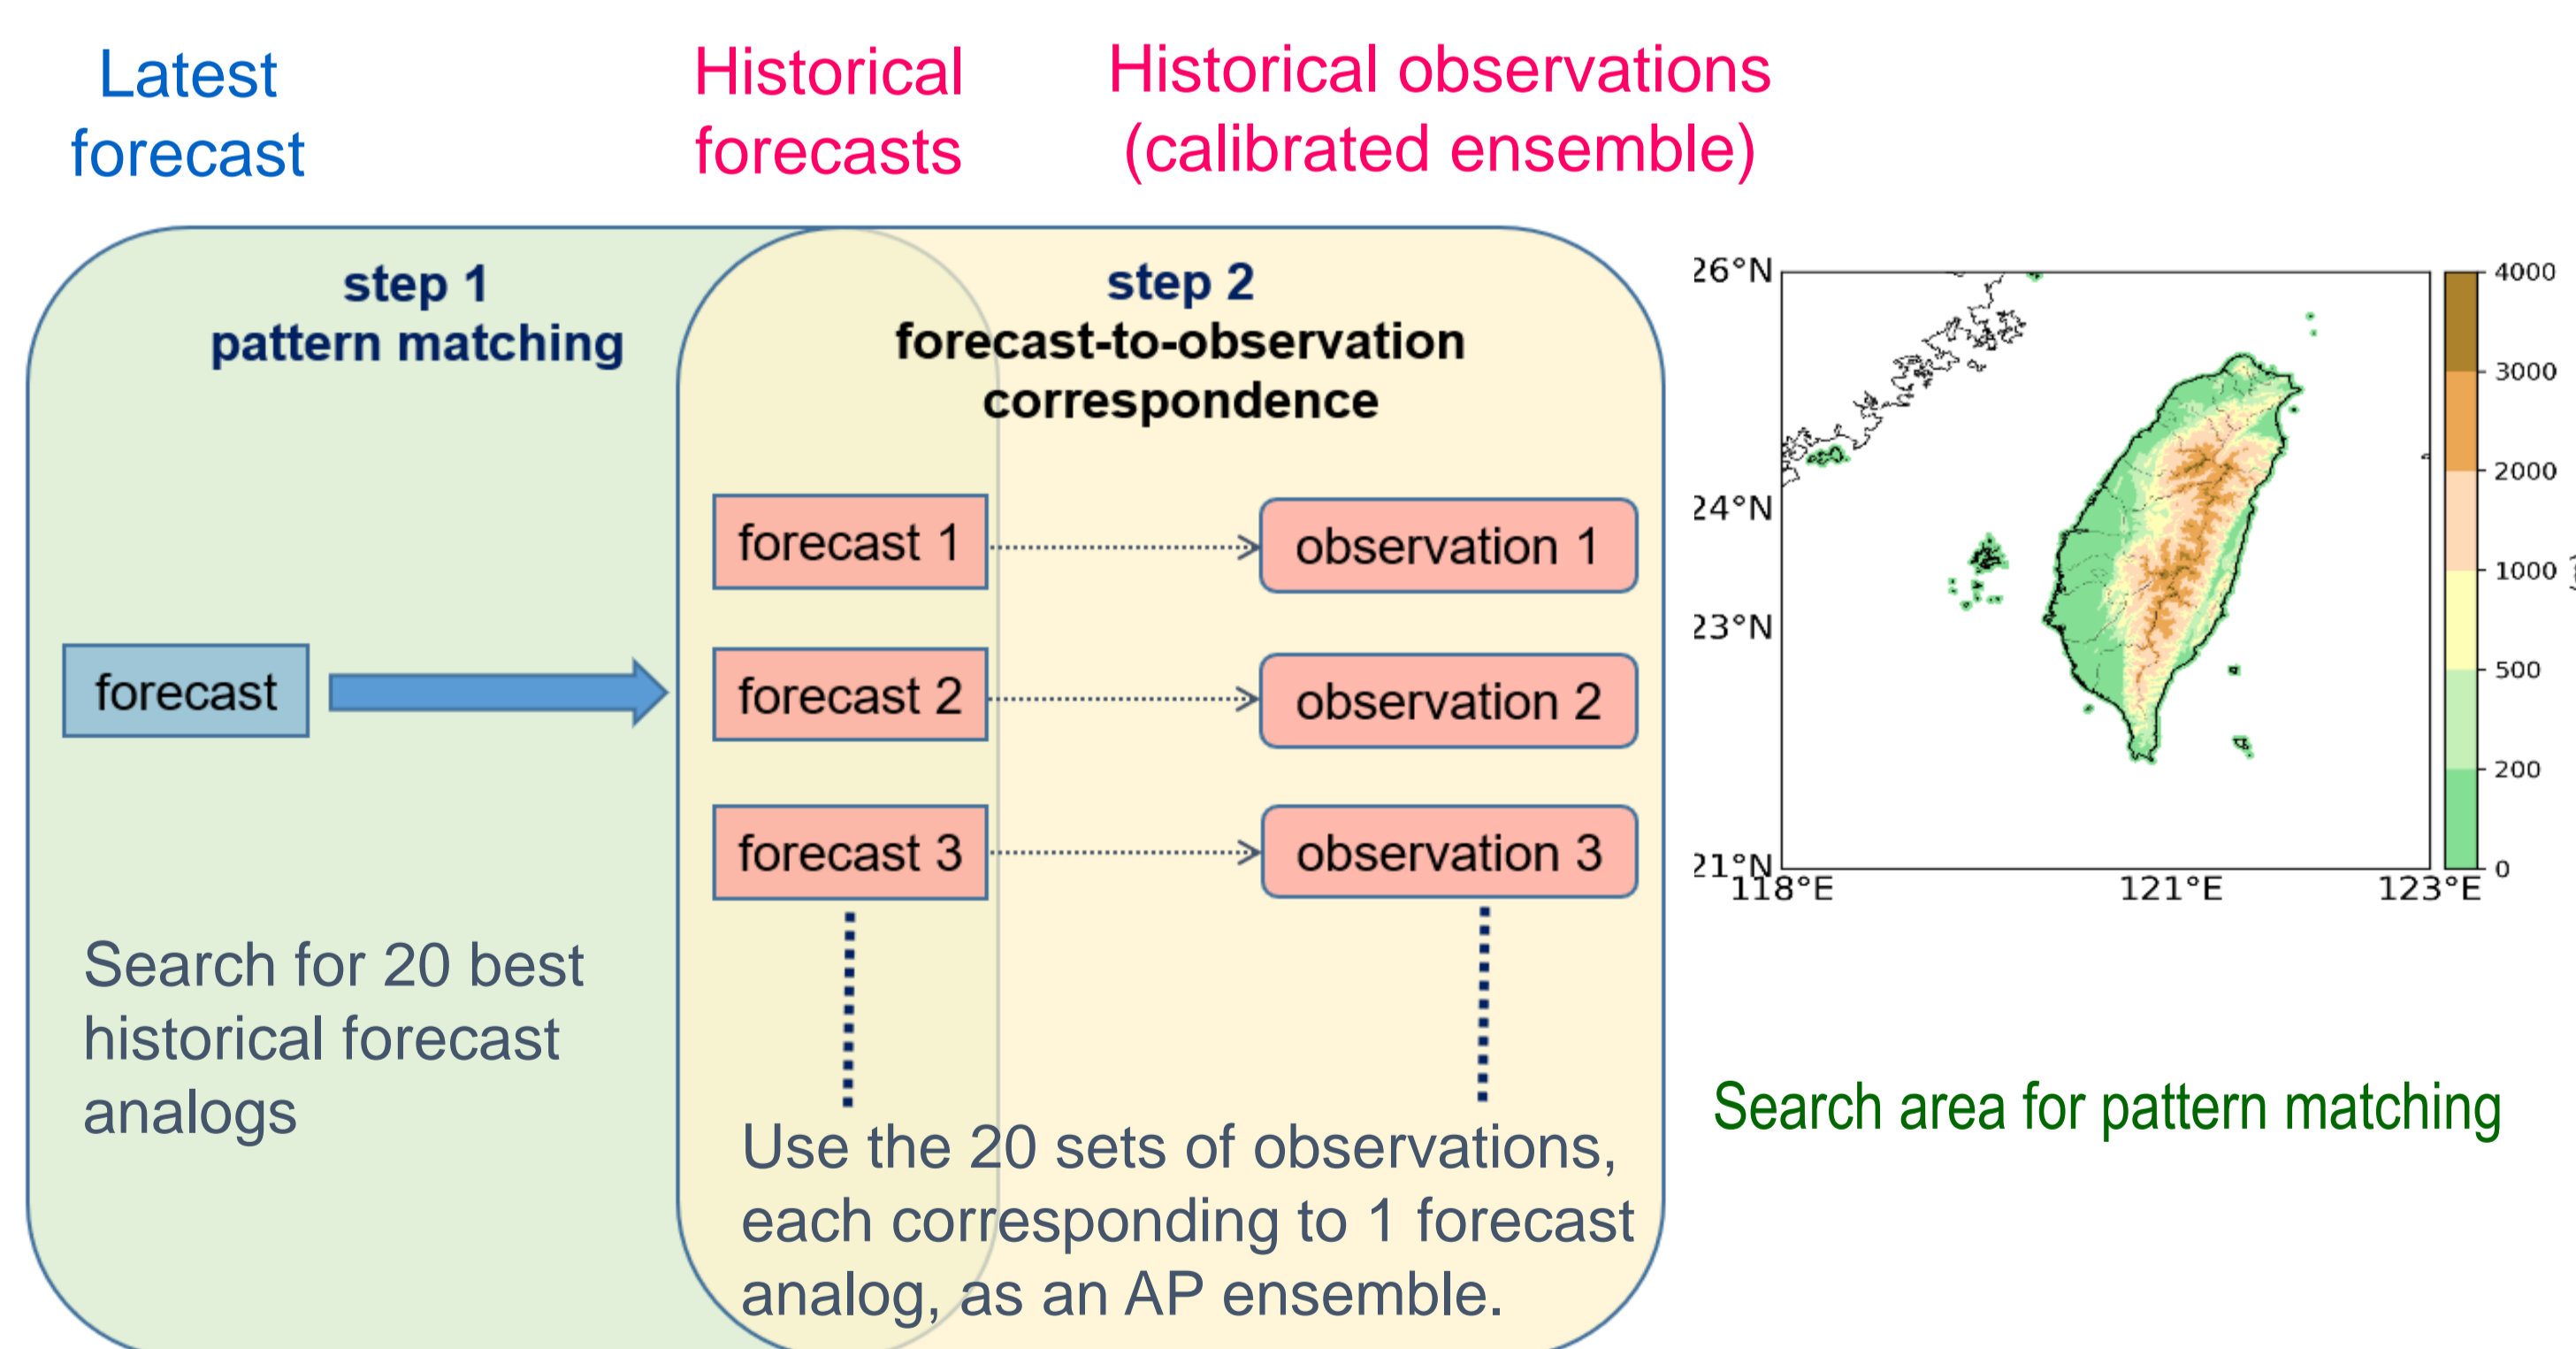 Latest
forecast
Historical
forecasts
Historical observations
(calibrated ensemble)
step 1
pattern matching
step 2
forecast-to-observation
correspondence
forecast
forecast 1
observation 1
forecast 2
observation 2
forecast 3
observation 3
Search for 20 best
historical forecast
analogs
Use the 20 sets of observations,
each corresponding to 1 forecast
analog, as an AP ensemble.
26°N
24°N
23°N
21°N
118°E
121°E
123°E
4000
3000
2000
1000
500
200
0
Search area for pattern matching